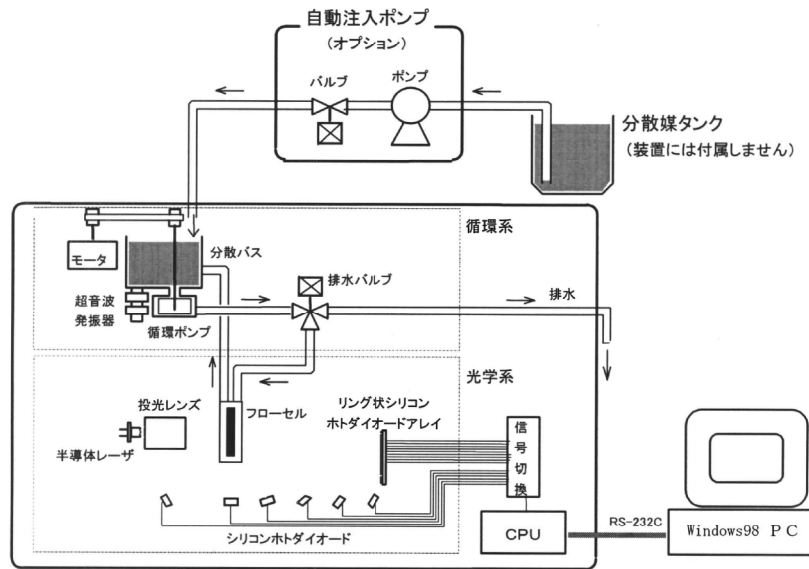 自動注入ポンプ
(オプション)
バルブ
ポンプ
分散媒タンク
(装置には付属しません)
循環系
モータ
分散バス
排水バルブ
超音波
発振器
循環ポンプ
排水
光学系
投光レンズ
フローセル
リング状シリコン
ホトダイオードアレイ
半導体レーザ
信
号
切
換
シリコンホトダイオード
CPU
RS-232C
Windows98 PC